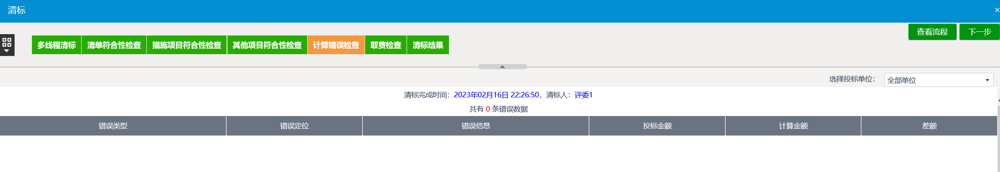 清标
查看流程 下一步
多线程清标 清单符合性检查 措施项目符合性检查 其他项目符合性检查 计算错误检查 取费检查 清标结果
选择投标单位： 全部单位
清标完成时间：2023年02月16日 22:26:50，清标人：评委1
共有 0 条错误数据
错误类型 错误定位 错误信息 投标金额 计算金额 差额